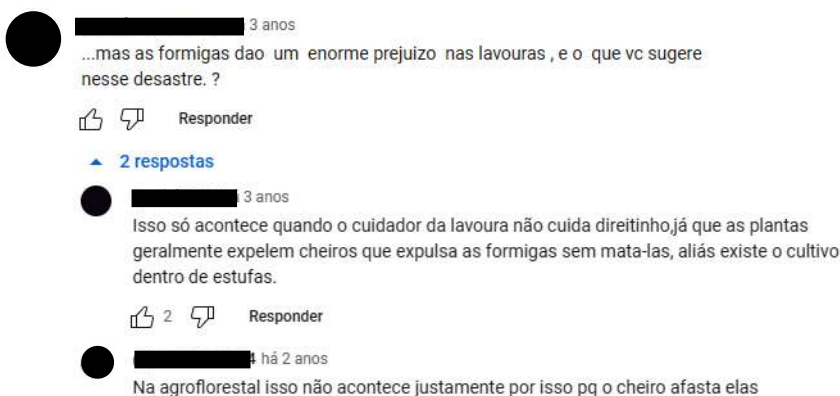 3 anos
...mas as formigas dao um enorme prejuizo nas lavouras , e o que vc sugere
nesse desastre. ?
Responder
2 respostas
3 anos
Isso só acontece quando o cuidador da lavoura não cuida direitinho,já que as plantas
geralmente expelem cheiros que expulsa as formigas sem mata-las, aliás existe o cultivo
dentro de estufas.
2 Responder
há 2 anos
Na agroflorestal isso não acontece justamente por isso pq o cheiro afasta elas